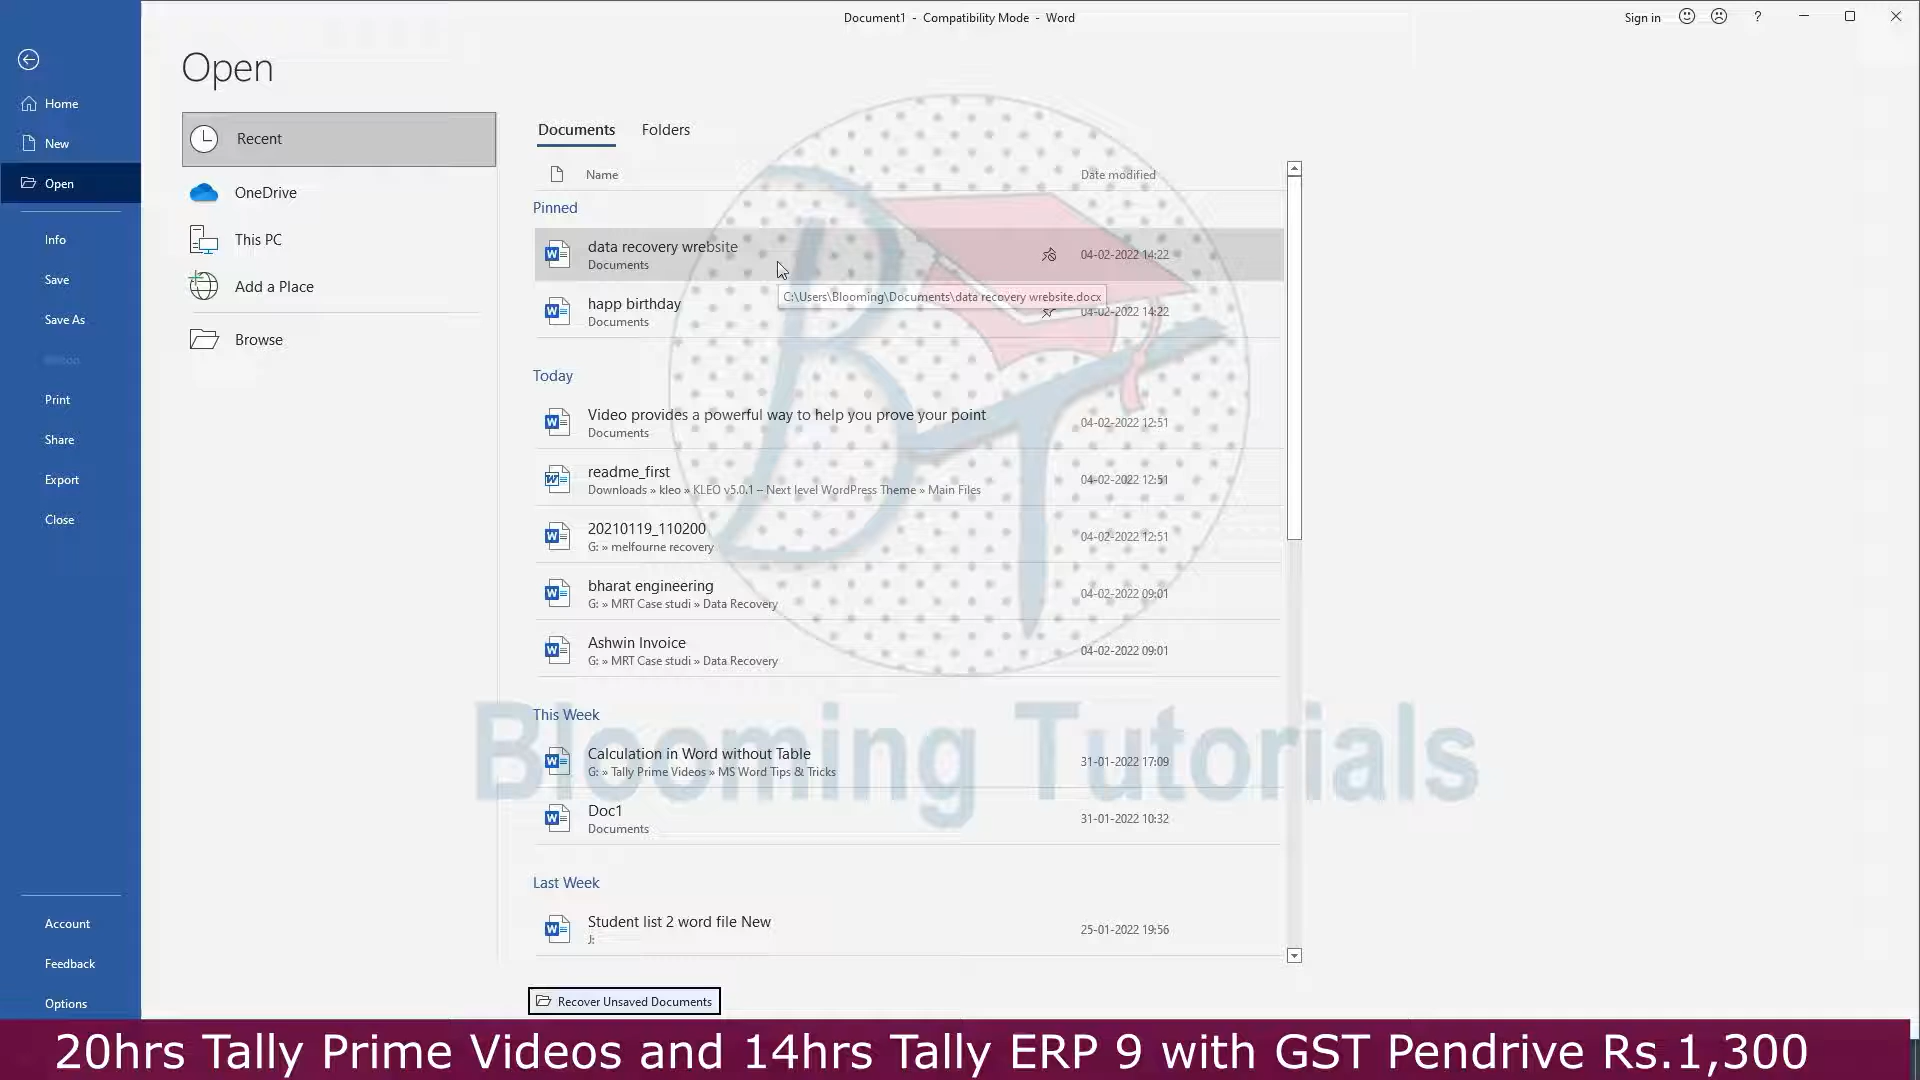 Document1 - Compatibility Mode - Word
Sign in
?
Open
Home
New
Open
Info
Save
Save As
Print
Share
Export
Close
Account
Feedback
Options
Recent
OneDrive
This PC
Add a Place
Browse
Documents Folders
Name Date modified
Pinned
data recovery wrebsite
Documents
04-02-2022 14:22
C:\Users\Blooming\Documents\data recovery wrebsite.docx
happ birthday
Documents
04-02-2022 14:22
Today
Video provides a powerful way to help you prove your point
Documents
04-02-2022 12:51
readme_first
Downloads » kleo » KLEO v5.0.1 – Next level WordPress Theme » Main Files
04-02-2022 12:51
20210119_110200
G: » melfourne recovery
04-02-2022 12:51
bharat engineering
G: » MRT Case studi » Data Recovery
04-02-2022 09:01
Ashwin Invoice
G: » MRT Case studi » Data Recovery
04-02-2022 09:01
This Week
Calculation in Word without Table
G: » Tally Prime Videos » MS Word Tips & Tricks
31-01-2022 17:09
Doc1
Documents
31-01-2022 10:32
Last Week
Student list 2 word file New
J:
25-01-2022 19:56
Recover Unsaved Documents
BT
Blooming Tutorials
20hrs Tally Prime Videos and 14hrs Tally ERP 9 with GST Pendrive Rs.1,300